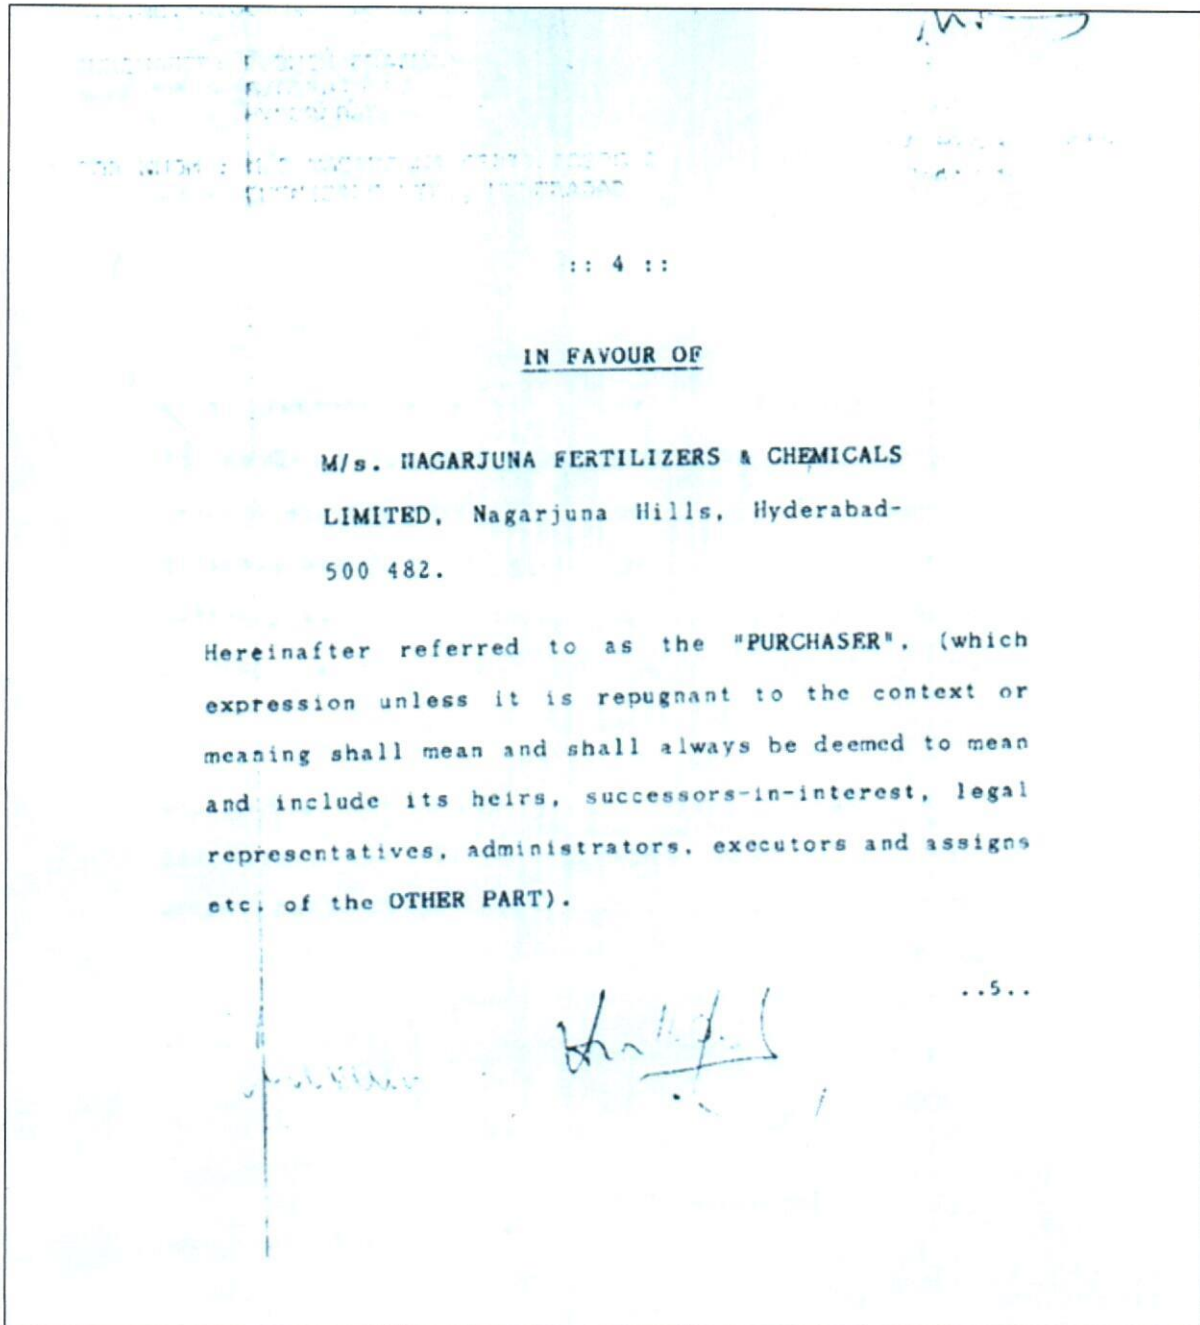 :: 4 ::
IN FAVOUR OF
M/s. NAGARJUNA FERTILIZERS & CHEMICALS
LIMITED, Nagarjuna Hills, Hyderabad-
500 482.
Hereinafter referred to as the "PURCHASER", (which
expression unless it is repugnant to the context or
meaning shall mean and shall always be deemed to mean
and include its heirs, successors-in-interest, legal
representatives, administrators, executors and assigns
etc. of the OTHER PART).
..5..